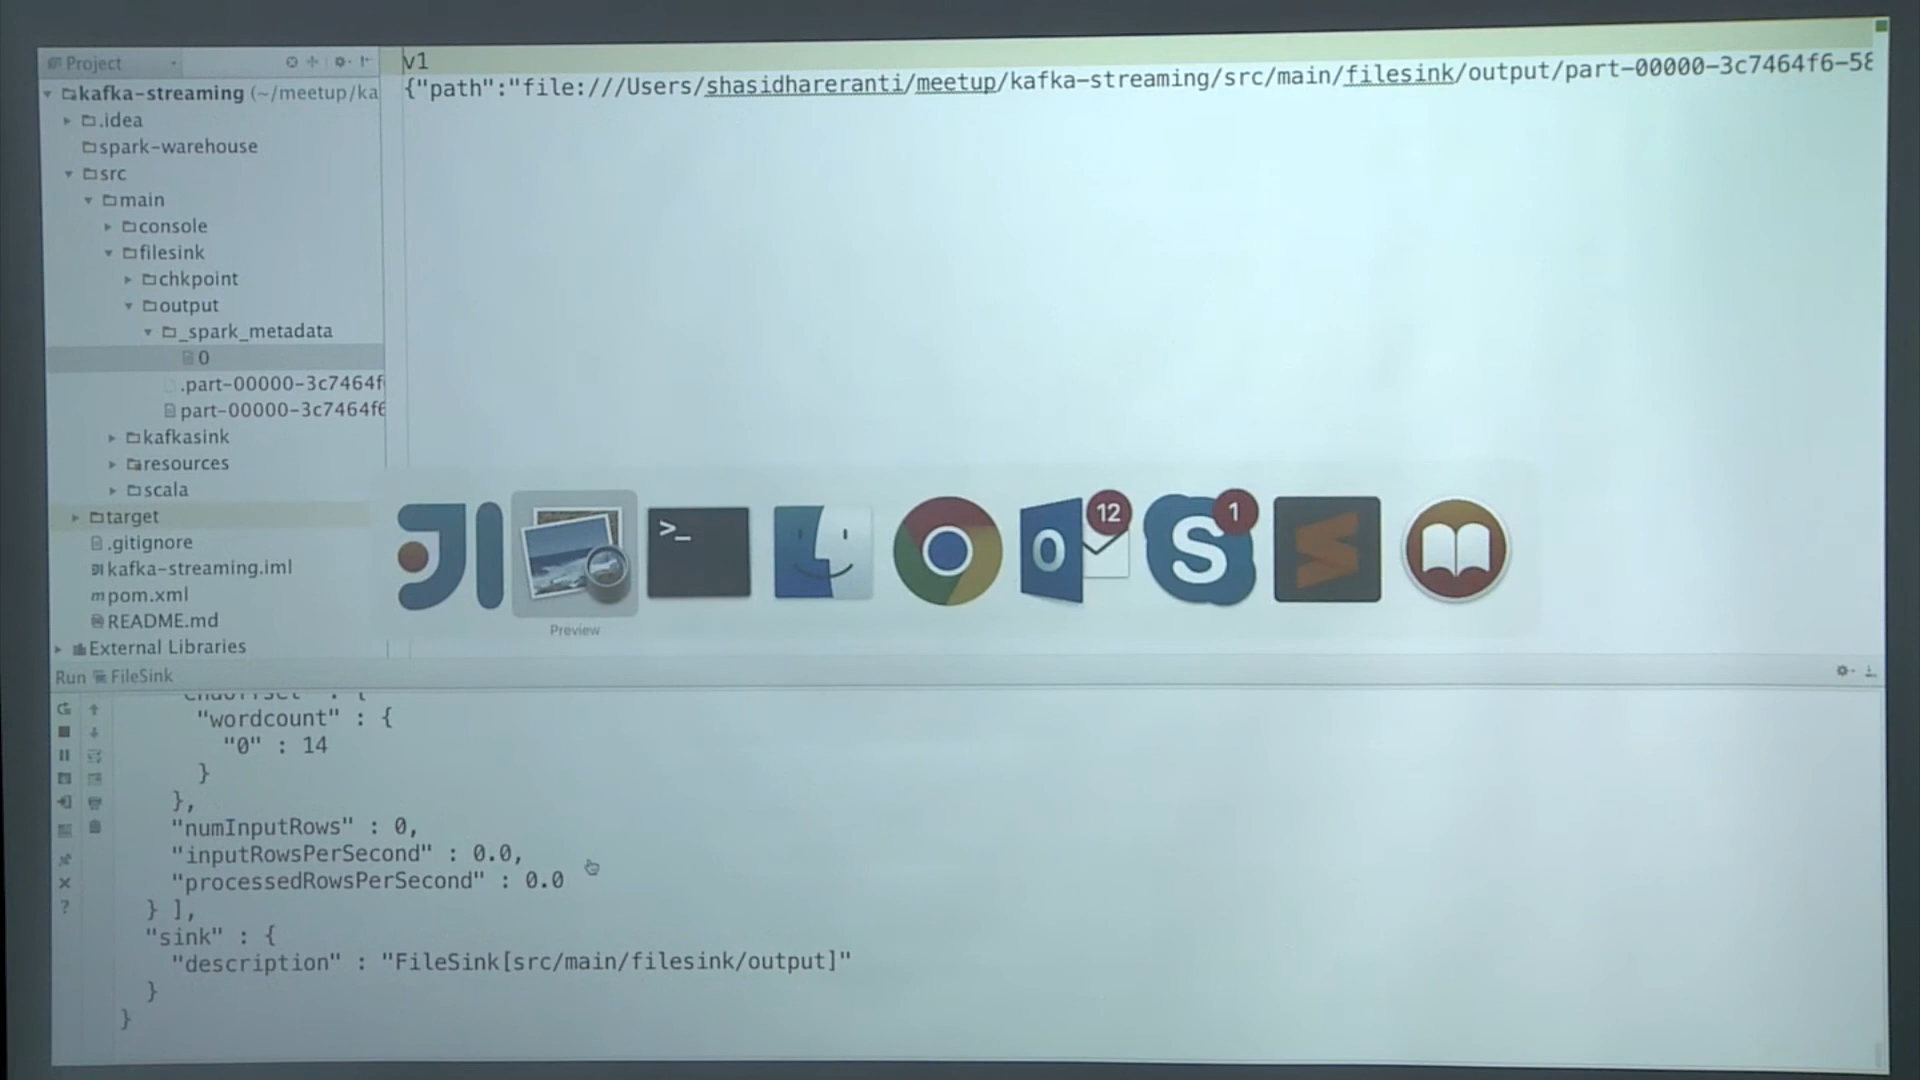 Project
kafka-streaming (~/meetup/ka
.idea
spark-warehouse
src
main
console
filesink
chkpoint
output
_spark_metadata
0
.part-00000-3c7464f
part-00000-3c7464f6
kafkasink
resources
scala
target
.gitignore
kafka-streaming.iml
pom.xml
README.md
External Libraries
v1
{"path":"file:///Users/shasidhareranti/meetup/kafka-streaming/src/main/filesink/output/part-00000-3c7464f6-58
>_
12
1
Preview
Run FileSink
"wordcount" : {
"0" : 14
}
},
"numInputRows" : 0,
"inputRowsPerSecond" : 0.0,
"processedRowsPerSecond" : 0.0
} ],
"sink" : {
"description" : "FileSink[src/main/filesink/output]"
}
}